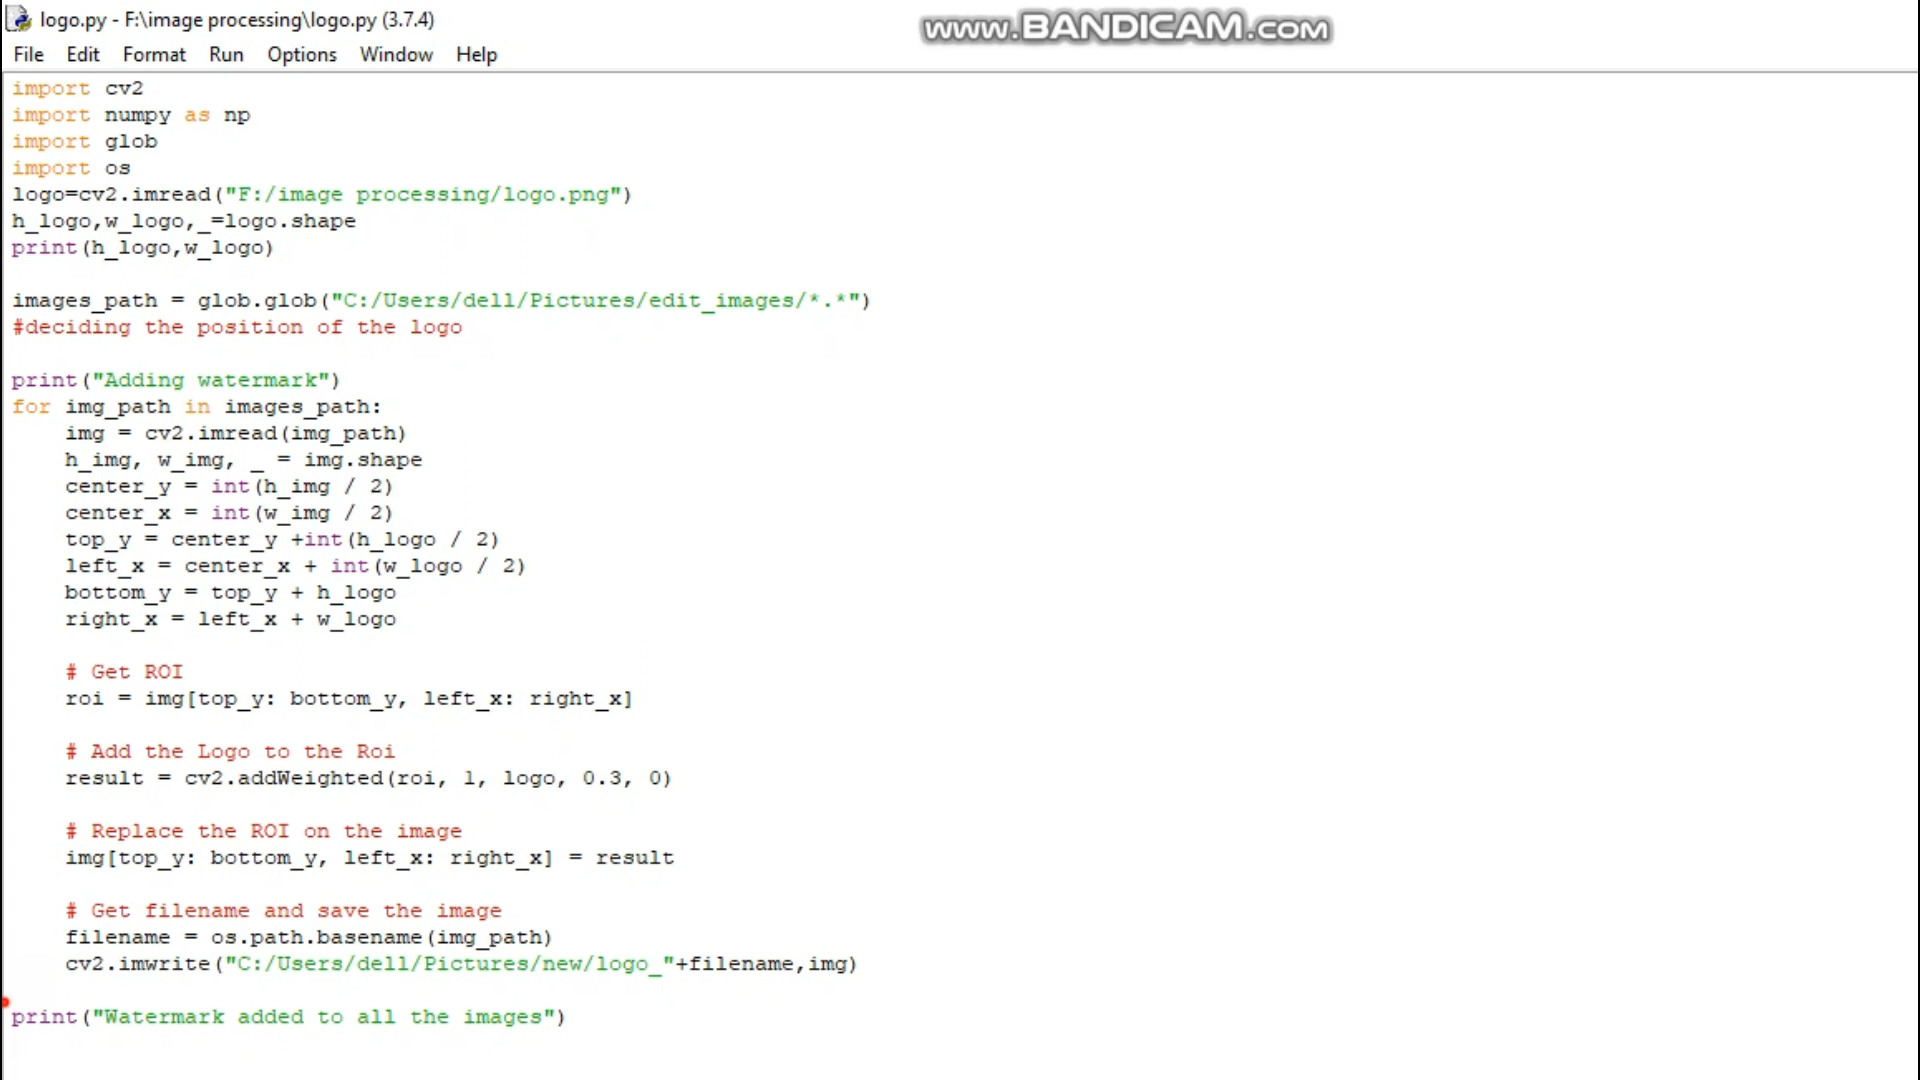 logo.py - F:\image processing\logo.py (3.7.4)
www.BANDICAM.com
File Edit Format Run Options Window Help
import cv2
import numpy as np
import glob
import os
logo=cv2.imread("F:/image processing/logo.png")
h_logo,w_logo,_=logo.shape
print(h_logo,w_logo)
images_path = glob.glob("C:/Users/dell/Pictures/edit_images/*.*")
#deciding the position of the logo
print("Adding watermark")
for img_path in images_path:
    img = cv2.imread(img_path)
    h_img, w_img, _ = img.shape
    center_y = int(h_img / 2)
    center_x = int(w_img / 2)
    top_y = center_y +int(h_logo / 2)
    left_x = center_x + int(w_logo / 2)
    bottom_y = top_y + h_logo
    right_x = left_x + w_logo
    # Get ROI
    roi = img[top_y: bottom_y, left_x: right_x]
    # Add the Logo to the Roi
    result = cv2.addWeighted(roi, 1, logo, 0.3, 0)
    # Replace the ROI on the image
    img[top_y: bottom_y, left_x: right_x] = result
    # Get filename and save the image
    filename = os.path.basename(img_path)
    cv2.imwrite("C:/Users/dell/Pictures/new/logo_"+filename,img)
print("Watermark added to all the images")